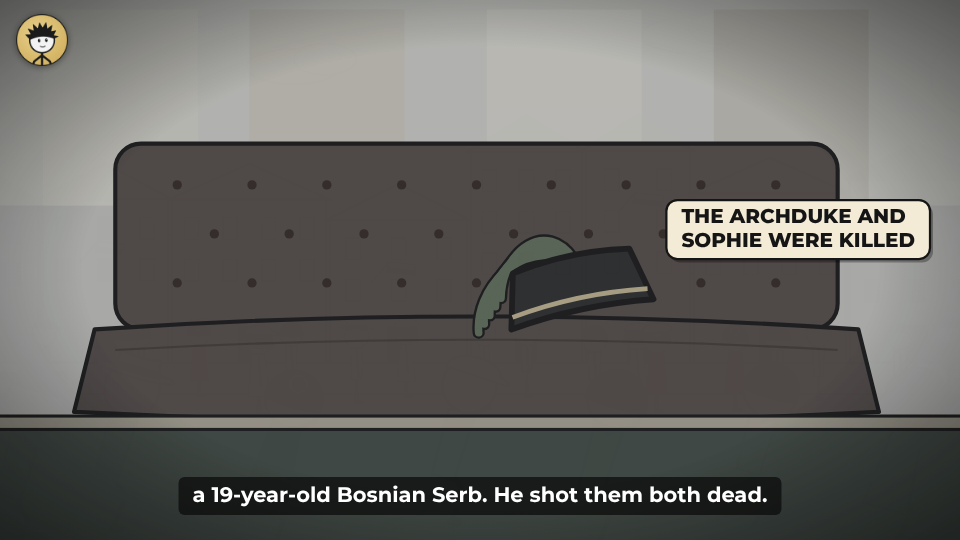 THE ARCHDUKE AND
SOPHIE WERE KILLED
a 19-year-old Bosnian Serb. He shot them both dead.